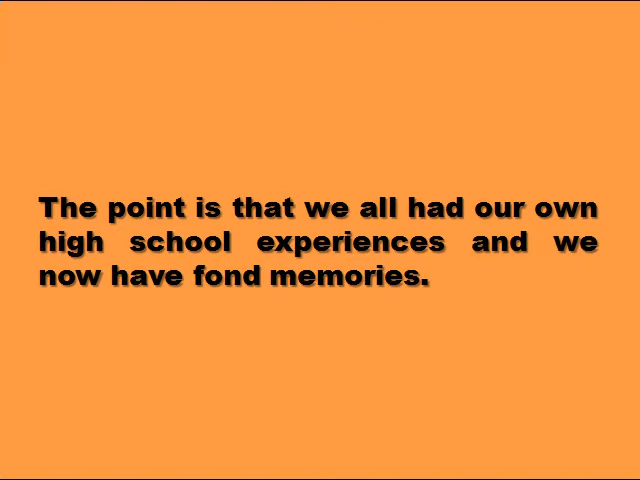 The point is that we all had our own
high school experiences and we
now have fond memories.